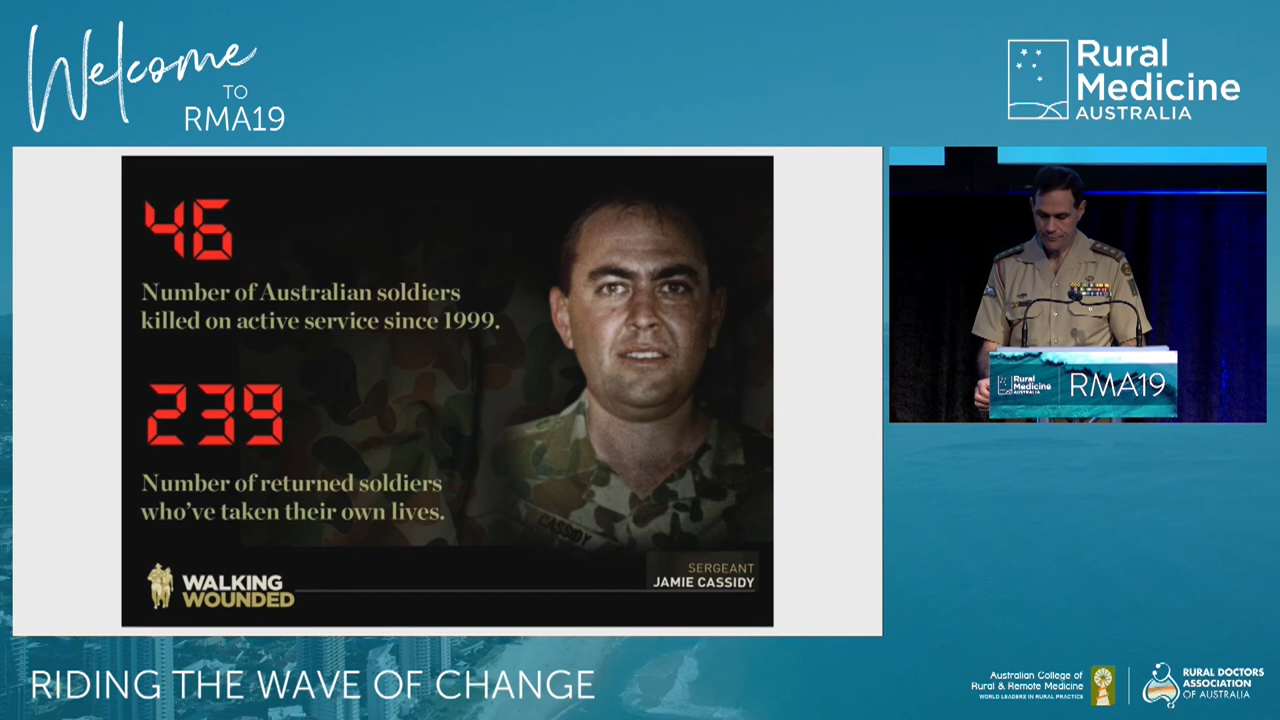 Welcome
TO
RMA19
Rural
Medicine
AUSTRALIA
46
Number of Australian soldiers
killed on active service since 1999.
239
Number of returned soldiers
who've taken their own lives.
CASSIDY
WALKING
WOUNDED
SERGEANT
JAMIE CASSIDY
Rural
Medicine
AUSTRALIA
RMA19
RIDING THE WAVE OF CHANGE
Australian College of
Rural & Remote Medicine
WORLD LEADERS IN RURAL PRACTICE
RURAL DOCTORS
ASSOCIATION
OF AUSTRALIA